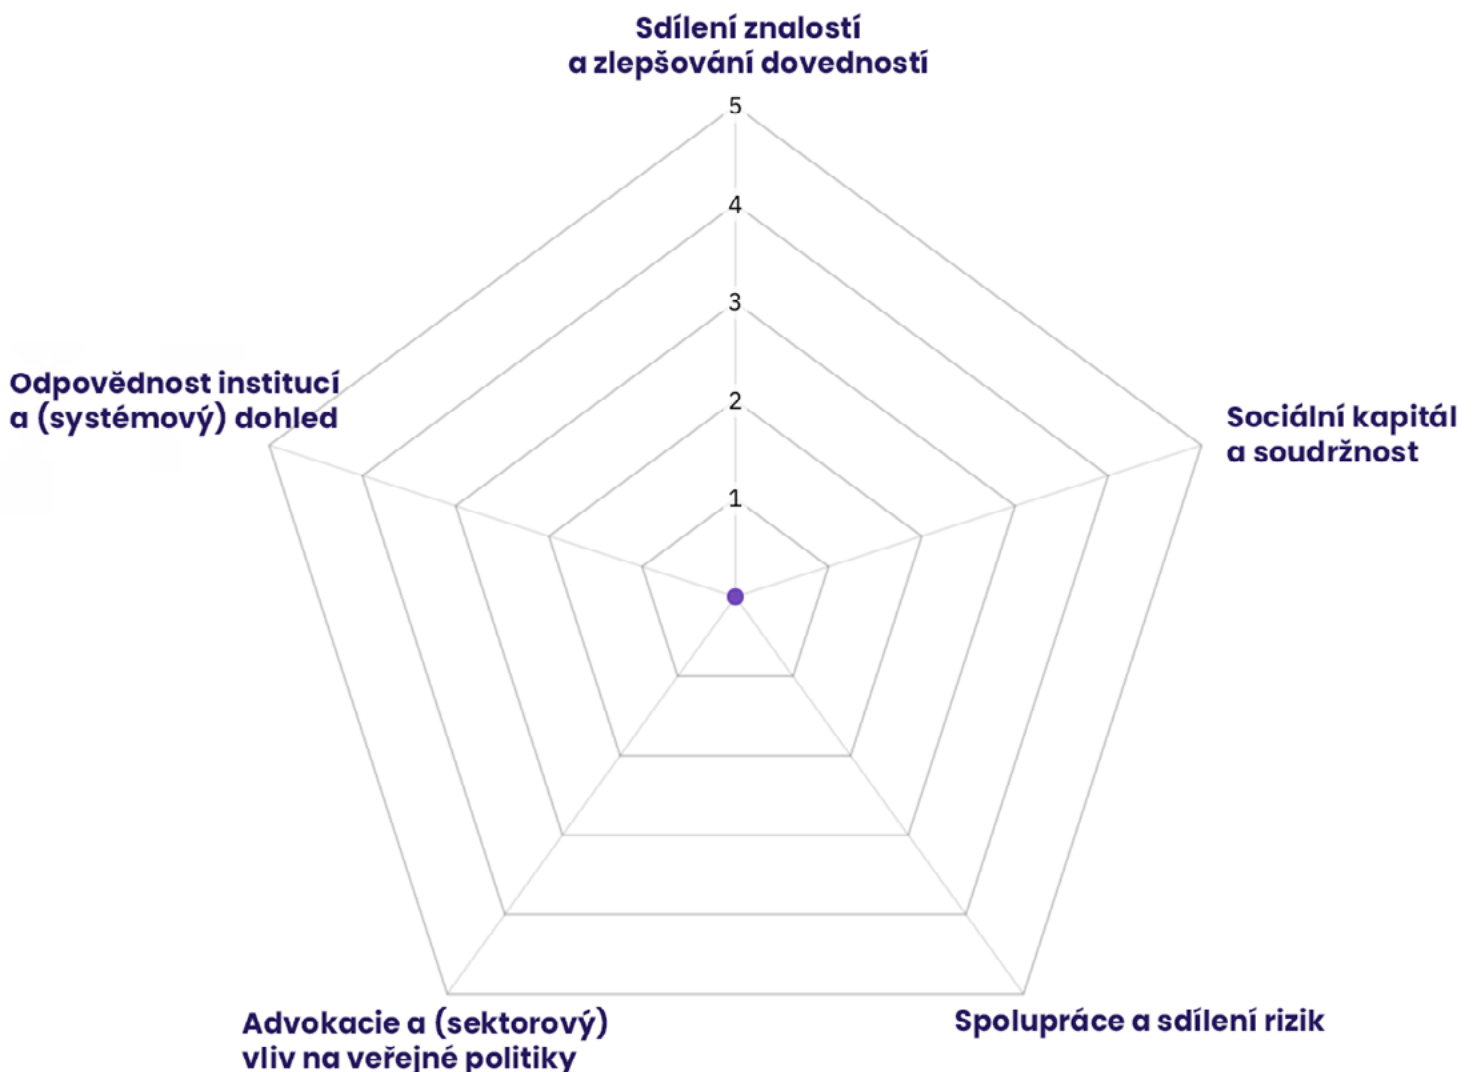 Sdílení znalostí
a zlepšování dovedností
5
4
3
2
1
Odpovědnost institucí
a (systémový) dohled
Sociální kapitál
a soudržnost
Advokacie a (sektorový)
vliv na veřejné politiky
Spolupráce a sdílení rizik